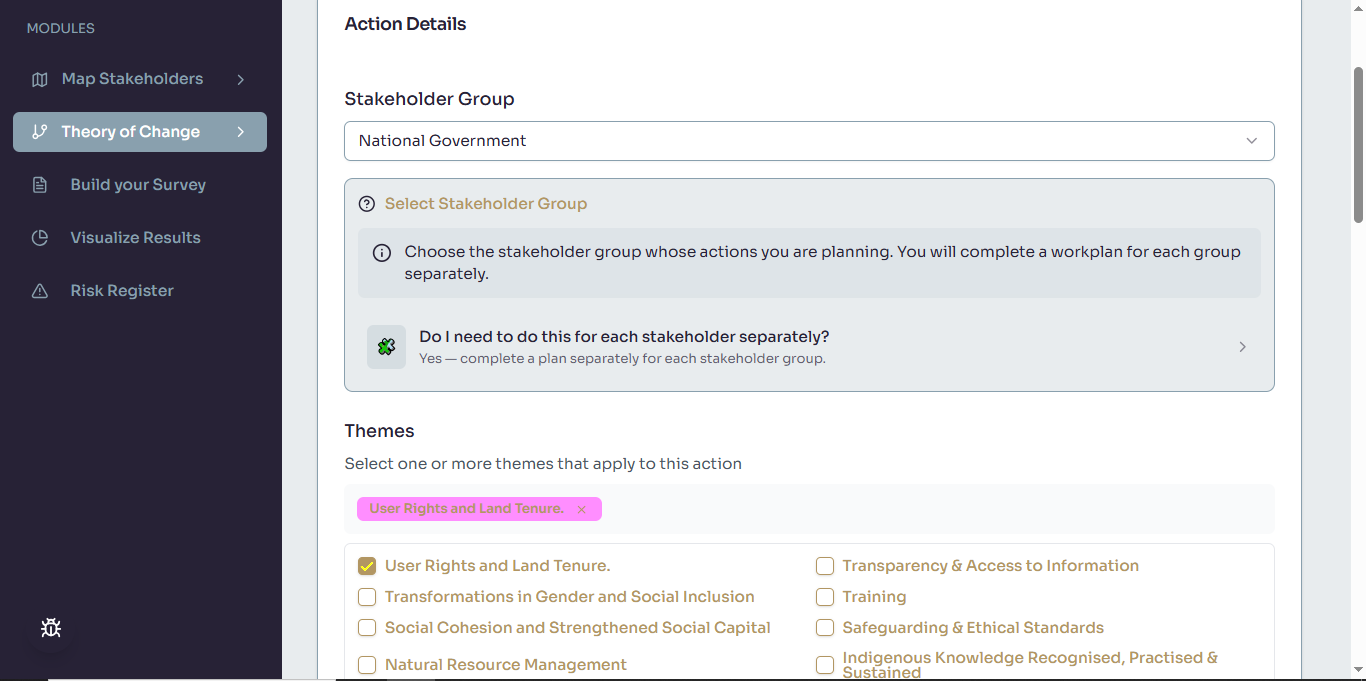 MODULES
Map Stakeholders
Theory of Change
Build your Survey
Visualize Results
Risk Register
Action Details
Stakeholder Group
National Government
Select Stakeholder Group
Choose the stakeholder group whose actions you are planning. You will complete a workplan for each group
separately.
Do I need to do this for each stakeholder separately?
Yes — complete a plan separately for each stakeholder group.
Themes
Select one or more themes that apply to this action
User Rights and Land Tenure. ×
User Rights and Land Tenure.
Transparency & Access to Information
Transformations in Gender and Social Inclusion
Training
Social Cohesion and Strengthened Social Capital
Safeguarding & Ethical Standards
Natural Resource Management
Indigenous Knowledge Recognised, Practised &
Sustained